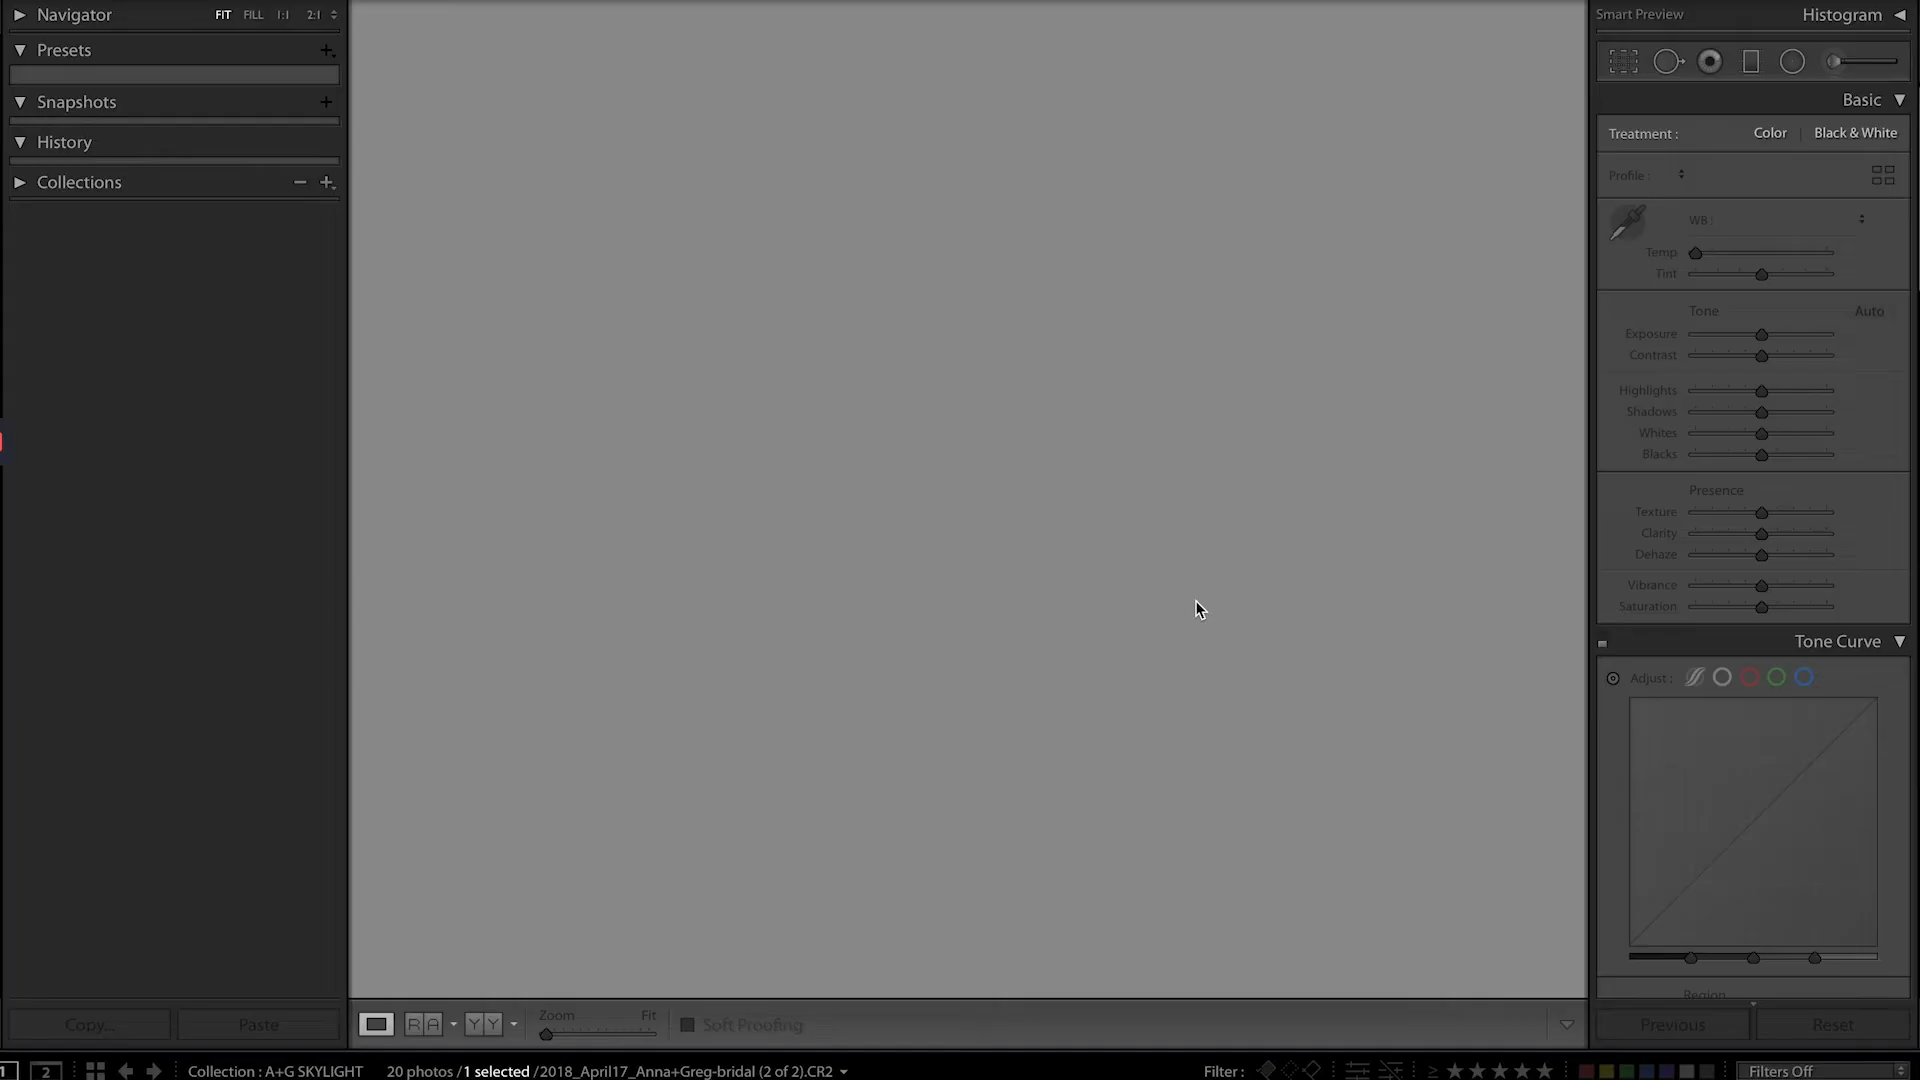 Navigator FIT FILL 1:1 2:1
Presets
Snapshots
History
Collections
Copy... Paste
Smart Preview Histogram
Basic
Treatment : Color Black & White
Profile :
WB :
Temp
Tint
Tone Auto
Exposure
Contrast
Highlights
Shadows
Whites
Blacks
Presence
Texture
Clarity
Dehaze
Vibrance
Saturation
Tone Curve
Adjust :
Region
Previous Reset
R A Y Y Zoom Fit Soft Proofing
1 2 Collection : A+G SKYLIGHT 20 photos / 1 selected / 2018_April17_Anna+Greg-bridal (2 of 2).CR2 Filter : ≥ Filters Off